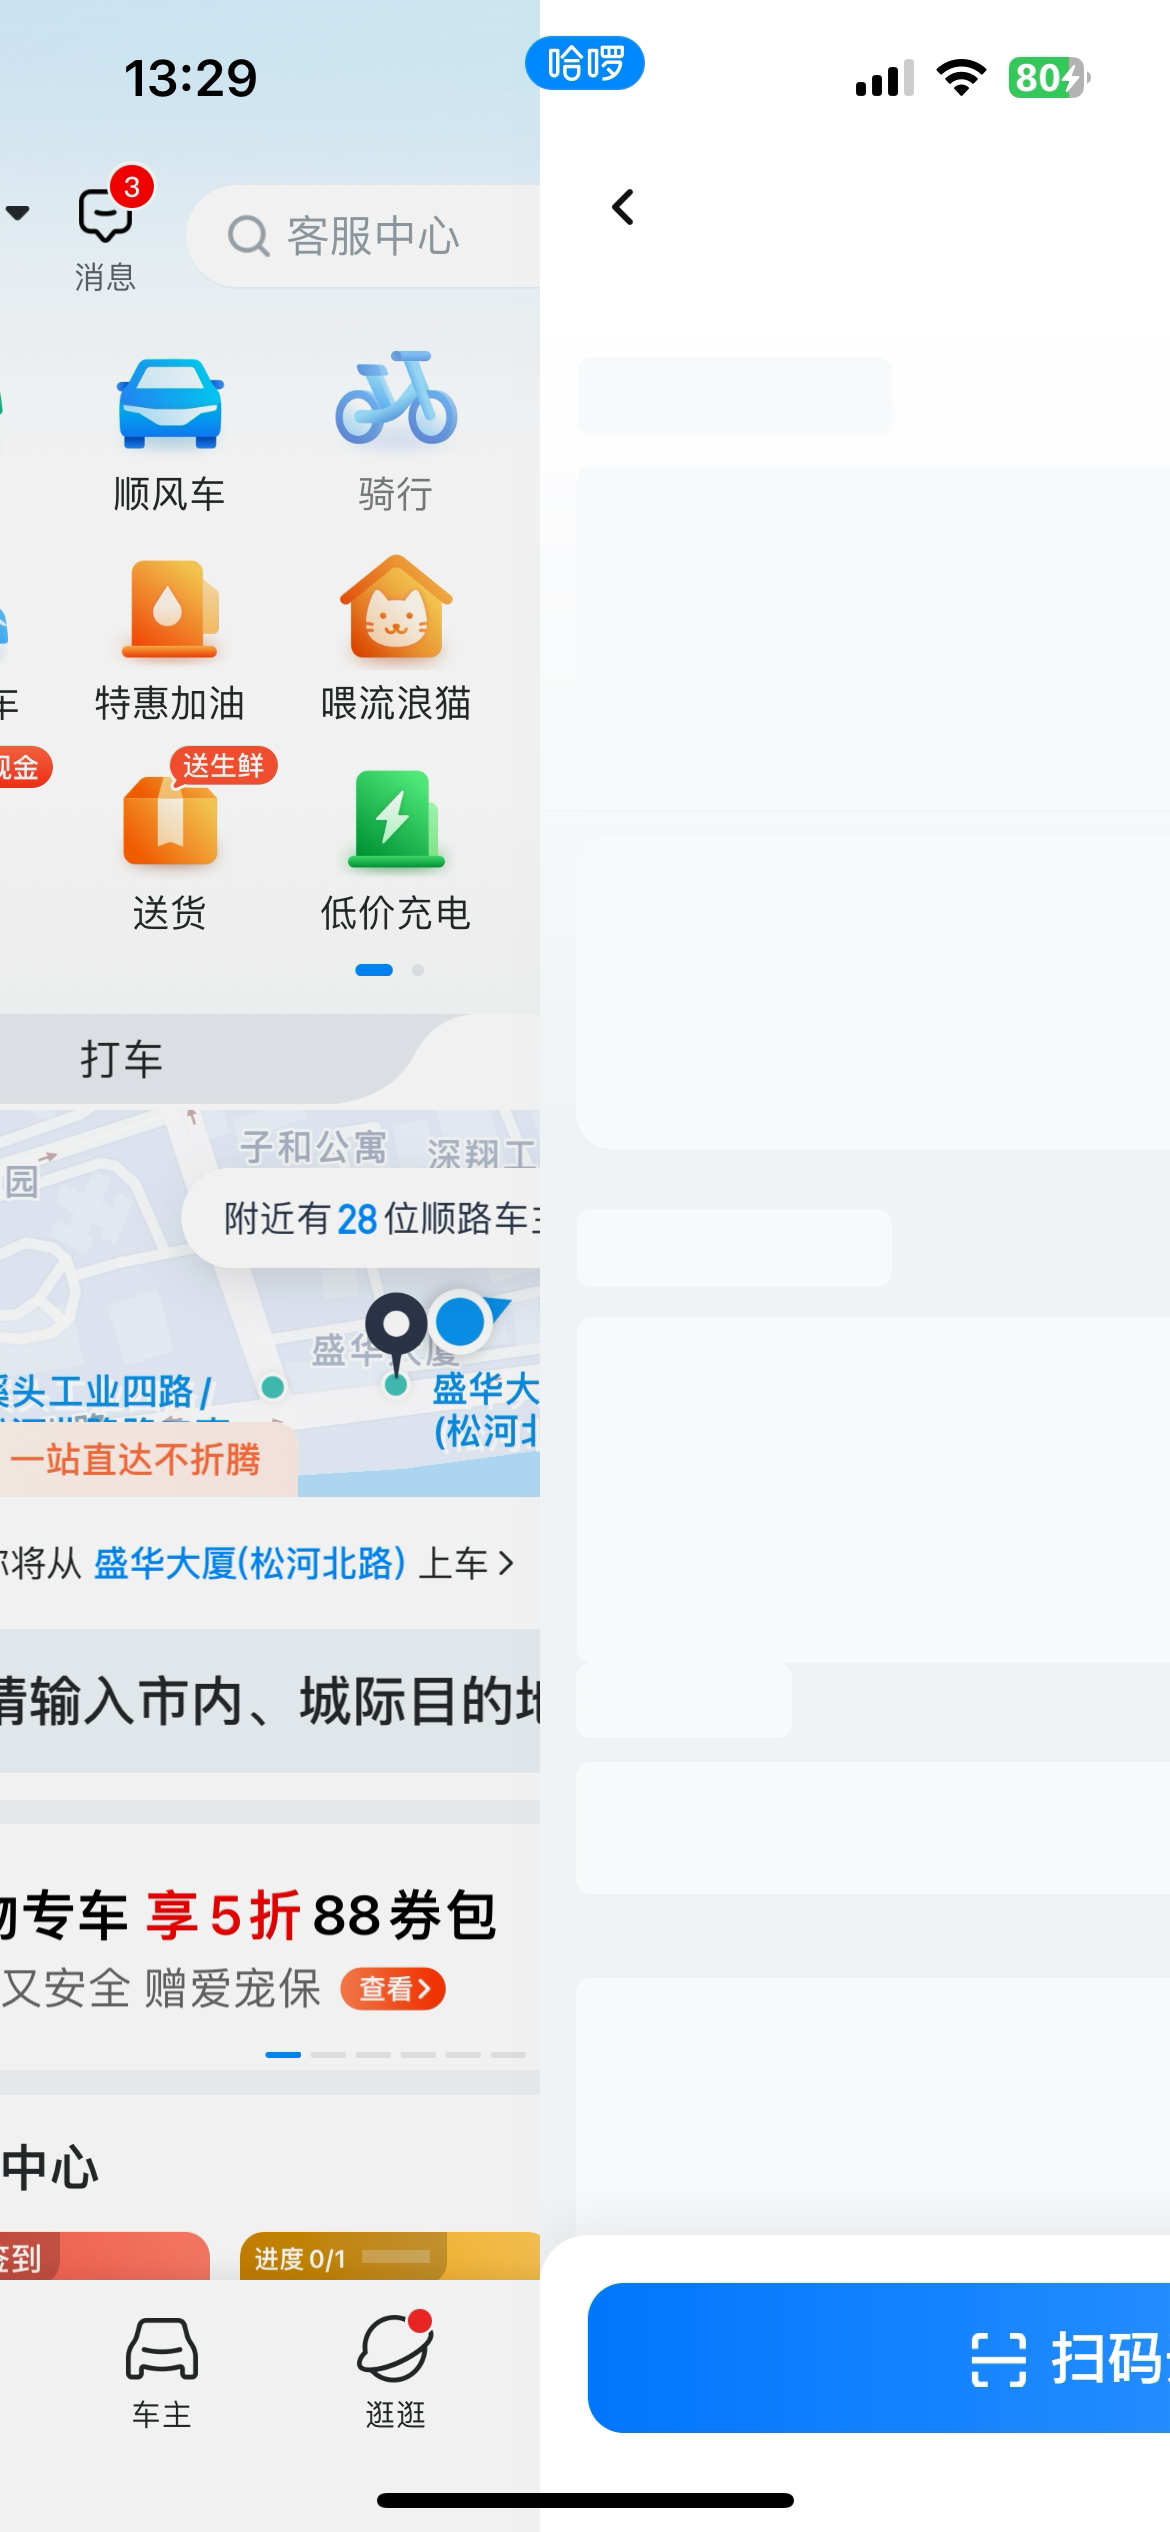 13:29
哈啰
80
3
消息
客服中心
顺风车
骑行
车
特惠加油
喂流浪猫
现金
送生鲜
送货
低价充电
打车
子和公寓
深翔工
园
附近有28位顺路车主
盛华大厦
溪头工业四路/
盛华大
(松河北
一站直达不折腾
你将从 盛华大厦(松河北路) 上车
请输入市内、城际目的地
物专车 享5折 88券包
又安全 赠爱宠保
查看
中心
签到
进度 0/1
车主
逛逛
扫码